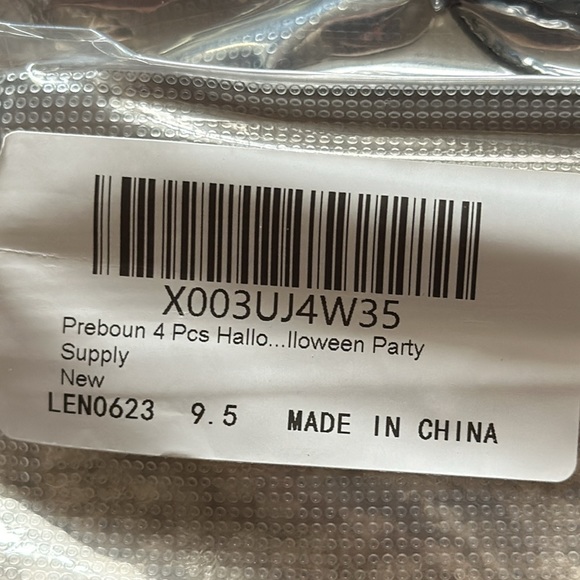 X003UJ4W35
Preboun 4 Pcs Hallo...lloween Party
Supply
New
LEN0623 9.5 MADE IN CHINA